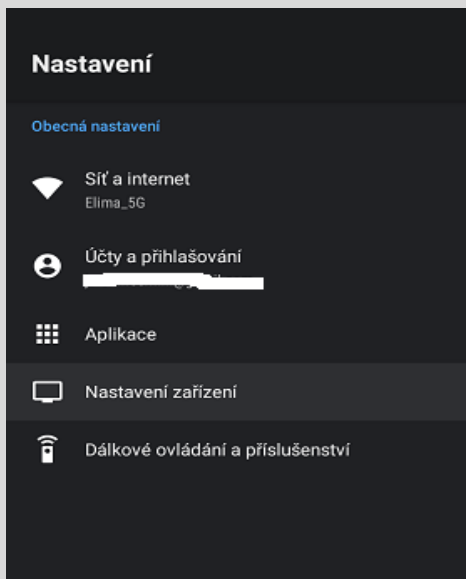 Nastavení
Obecná nastavení
Síť a internet
Elima_5G
Účty a přihlašování
Aplikace
Nastavení zařízení
Dálkové ovládání a příslušenství